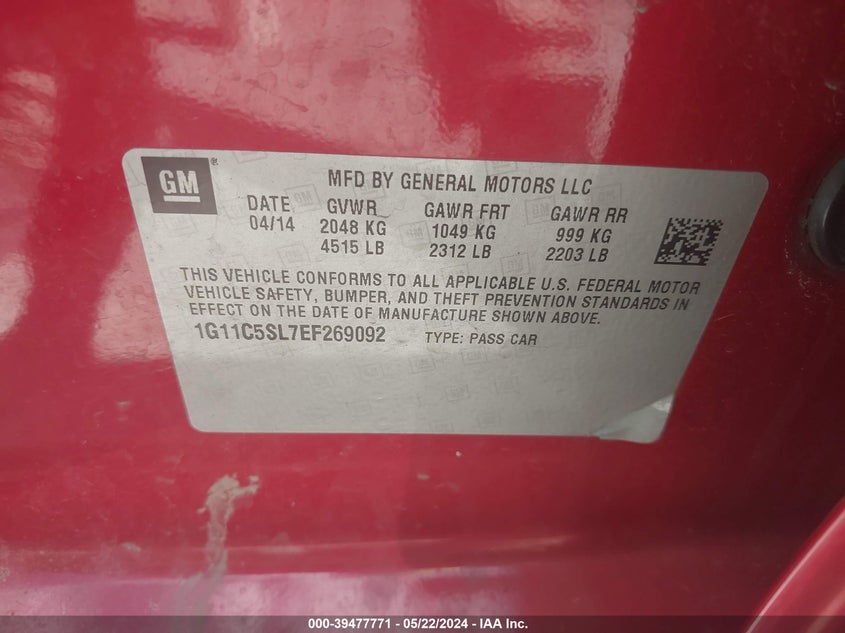 GM®
MFD BY GENERAL MOTORS LLC
DATE GVWR GAWR FRT GAWR RR
04/14 2048 KG 1049 KG 999 KG
4515 LB 2312 LB 2203 LB
THIS VEHICLE CONFORMS TO ALL APPLICABLE U.S. FEDERAL MOTOR
VEHICLE SAFETY, BUMPER, AND THEFT PREVENTION STANDARDS IN
EFFECT ON THE DATE OF MANUFACTURE SHOWN ABOVE.
1G11C5SL7EF269092 TYPE: PASS CAR
000-39477771 - 05/22/2024 - IAA Inc.